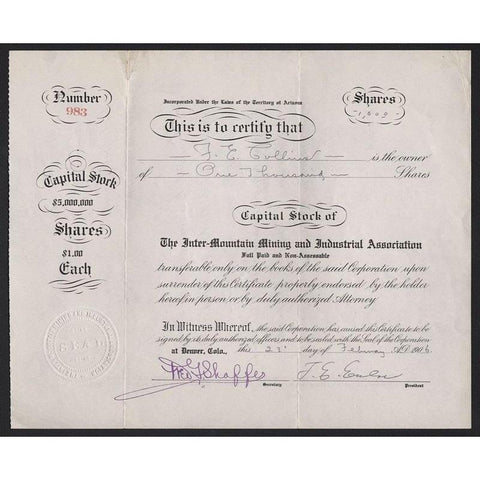 Number
983
Capital Stock
$5,000,000
Shares
$1.00
Each
SEAL
Incorporated Under the Laws of the Territory of Arizona
Shares
-1,000-
This is to certify that
F. E. Collins is the owner
of One Thousand Shares
Capital Stock of
The Inter-Mountain Mining and Industrial Association
Full Paid and Non-Assessable
transferable only on the books of the said Corporation upon
surrender of this Certificate properly endorsed by the holder
hereof in person or by duly authorized Attorney.
In Witness Whereof, the said Corporation has caused this Certificate to be
signed by its duly authorized officers and to be sealed with the Seal of the Corporation
at Denver, Colo., this 23 day of A.D. 1906.
Shaffer
Secretary President